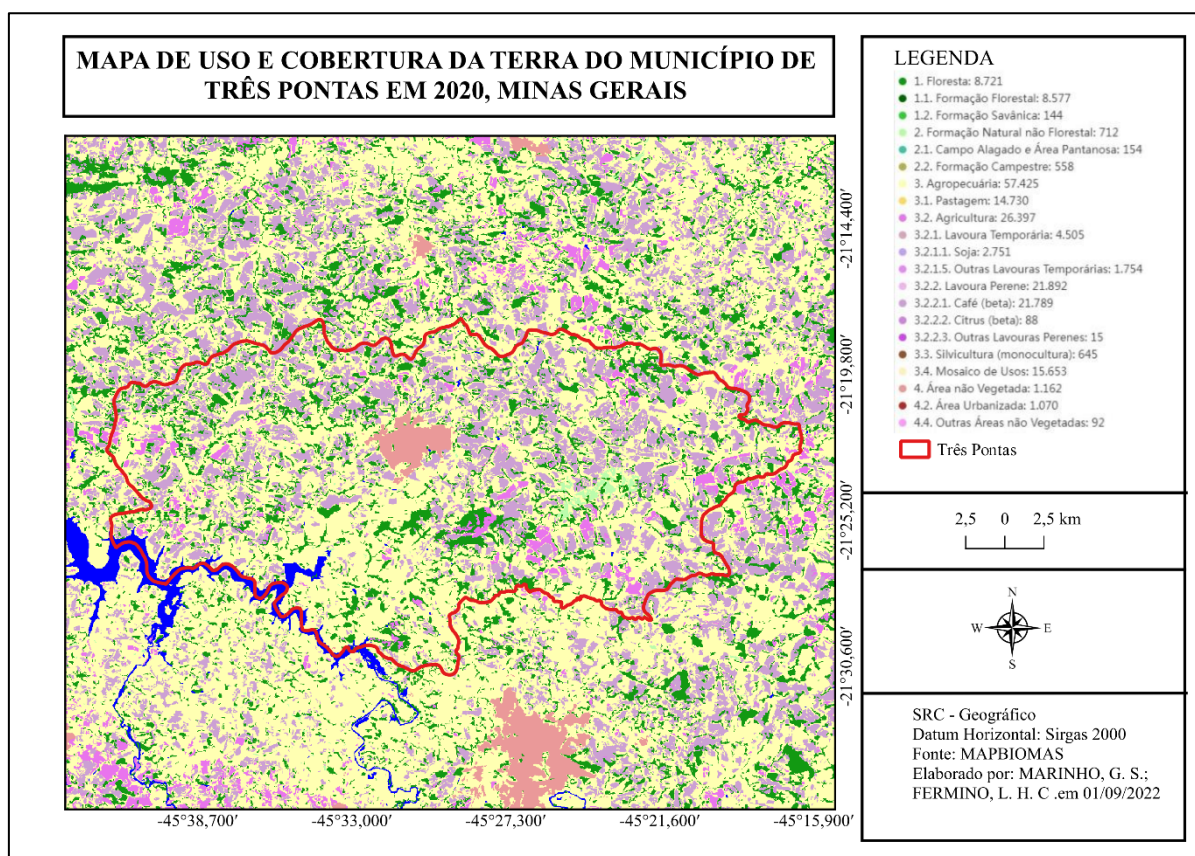 MAPA DE USO E COBERTURA DA TERRA DO MUNICÍPIO DE
TRÊS PONTAS EM 2020, MINAS GERAIS
-21°14,400′
-21°19,800′
-21°25,200′
-21°30,600′
-45°38,700′
-45°33,000′
-45°27,300′
-45°21,600′
-45°15,900′
LEGENDA
1. Floresta: 8.721
1.1. Formação Florestal: 8.577
1.2. Formação Savânica: 144
2. Formação Natural não Florestal: 712
2.1. Campo Alagado e Área Pantanosa: 154
2.2. Formação Campestre: 558
3. Agropecuária: 57.425
3.1. Pastagem: 14.730
3.2. Agricultura: 26.397
3.2.1. Lavoura Temporária: 4.505
3.2.1.1. Soja: 2.751
3.2.1.5. Outras Lavouras Temporárias: 1.754
3.2.2. Lavoura Perene: 21.892
3.2.2.1. Café (beta): 21.789
3.2.2.2. Citrus (beta): 88
3.2.2.3. Outras Lavouras Perenes: 15
3.3. Silvicultura (monocultura): 645
3.4. Mosaico de Usos: 15.653
4. Área não Vegetada: 1.162
4.2. Área Urbanizada: 1.070
4.4. Outras Áreas não Vegetadas: 92
Três Pontas
2,5 0 2,5 km
N
W E
S
SRC - Geográfico
Datum Horizontal: Sirgas 2000
Fonte: MAPBIOMAS
Elaborado por: MARINHO, G. S.;
FERMINO, L. H. C .em 01/09/2022